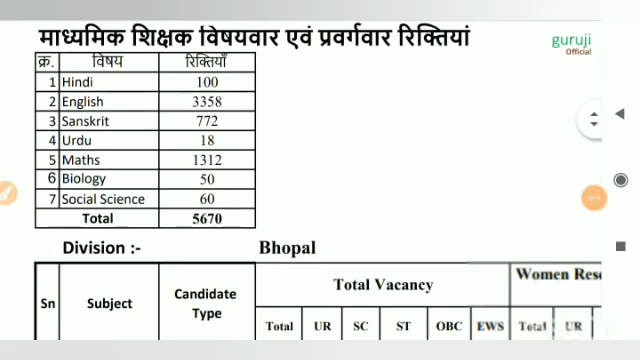 माध्यमिक शिक्षक विषयवार एवं प्रवर्गवार रिक्तियां
guruji
Official
क्र. विषय रिक्तियाँ
1 Hindi 100
2 English 3358
3 Sanskrit 772
4 Urdu 18
5 Maths 1312
6 Biology 50
7 Social Science 60
Total 5670
Division :- Bhopal
Sn Subject Candidate Type Total Vacancy Women
Total UR SC ST OBC EWS Total UR